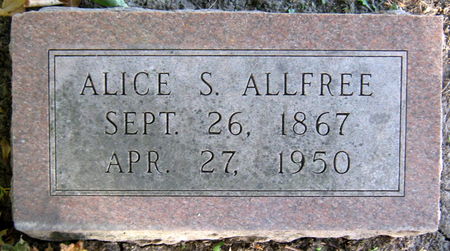 ALICE S. ALLFREE
SEPT. 26, 1867
APR. 27, 1950